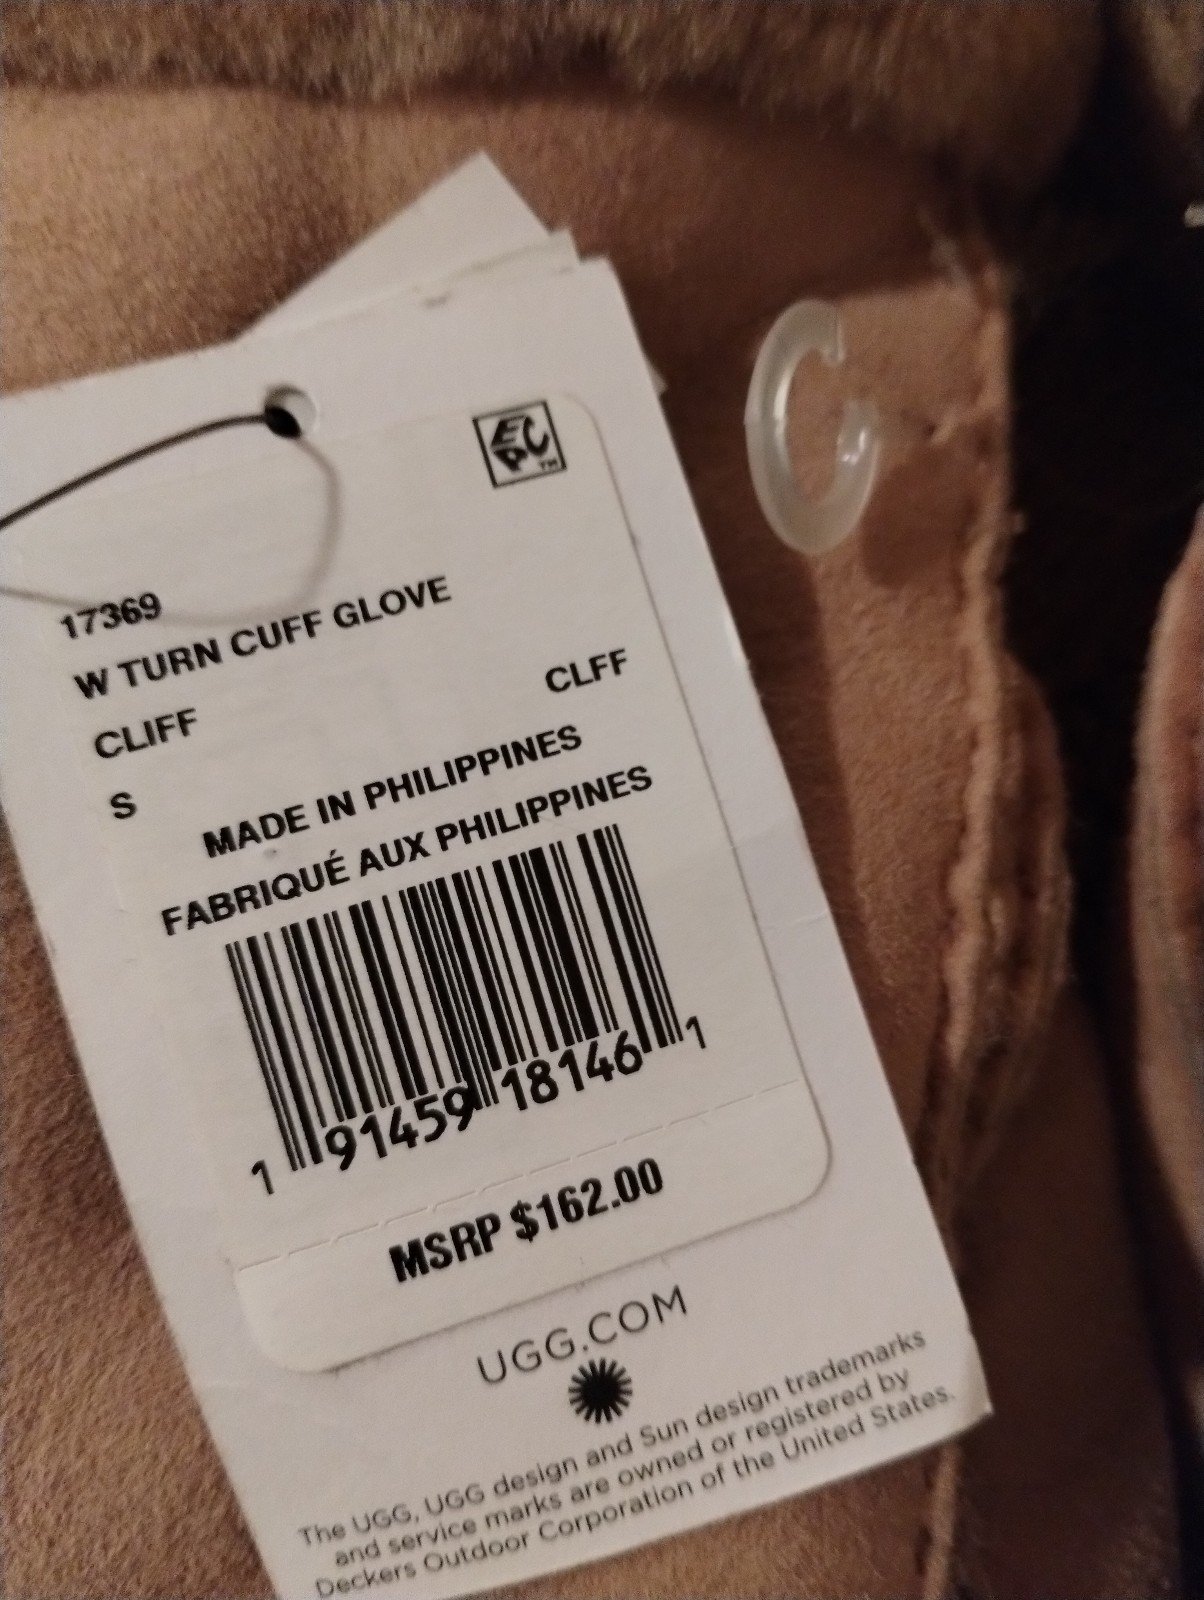 EPC™
17369
W TURN CUFF GLOVE
CLIFF CLFF
S
MADE IN PHILIPPINES
FABRIQUÉ AUX PHILIPPINES
1 91459 18146 1
MSRP $162.00
UGG.COM
The UGG, UGG design and Sun design trademarks
and service marks are owned or registered by
Deckers Outdoor Corporation of the United States.